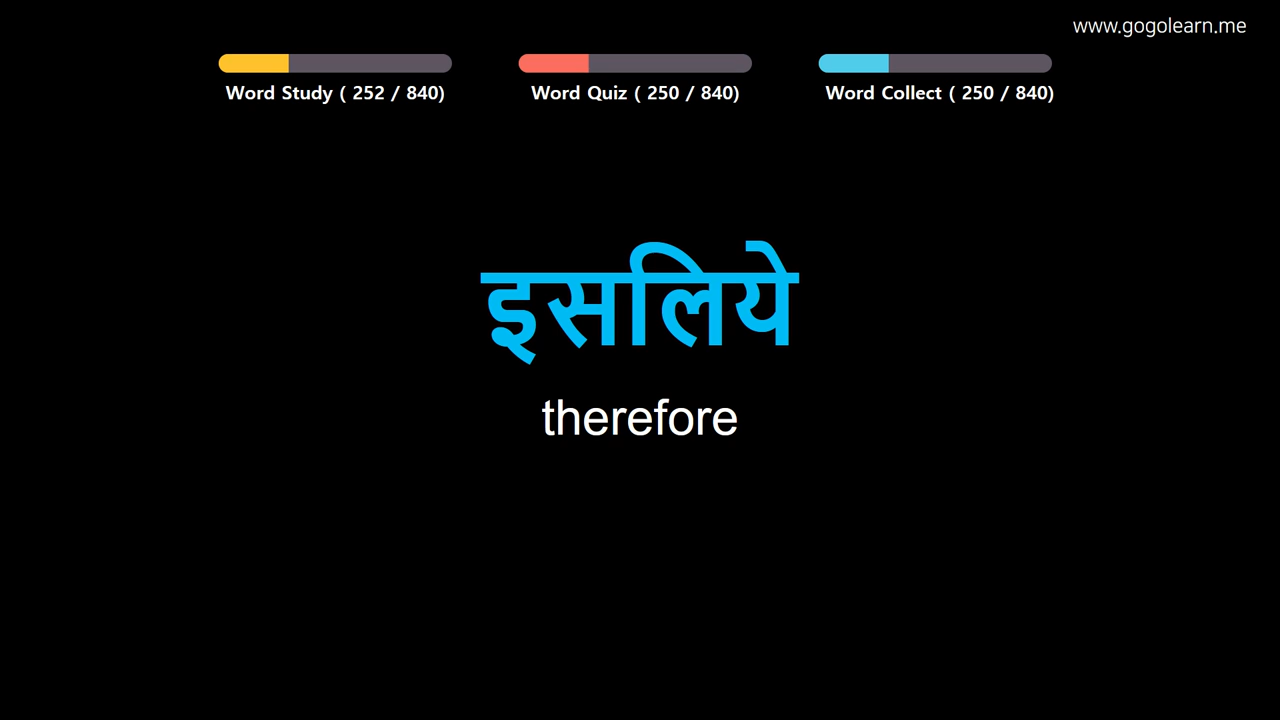 www.gogolearn.me
Word Study ( 252 / 840)
Word Quiz ( 250 / 840)
Word Collect ( 250 / 840)
इसलिये
therefore